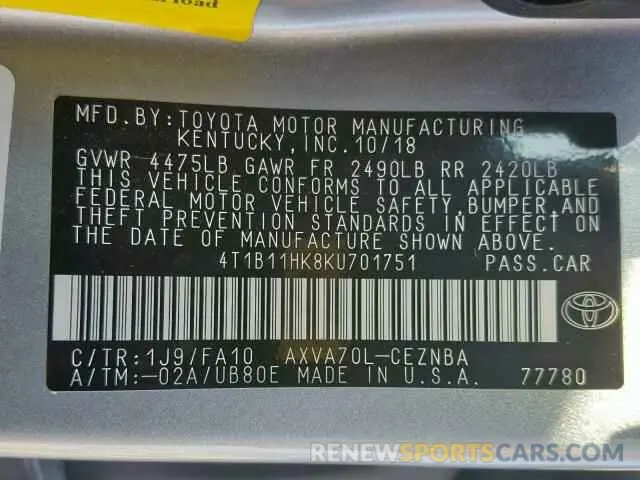 load
MFD. BY: TOYOTA MOTOR MANUFACTURING
KENTUCKY, INC. 10/18
GVWR 4475LB GAWR FR 2490LB RR 2420LB
THIS VEHICLE CONFORMS TO ALL APPLICABLE
FEDERAL MOTOR VEHICLE SAFETY, BUMPER, AND
THEFT PREVENTION STANDARDS IN EFFECT ON
THE DATE OF MANUFACTURE SHOWN ABOVE.
4T1B11HK8KU701751 PASS. CAR
C/TR: 1J9/FA10 AXVA70L-CEZNBA
A/TM: -02A/UB80E MADE IN U.S.A. 77780
RENEWSPORTSCARS.COM